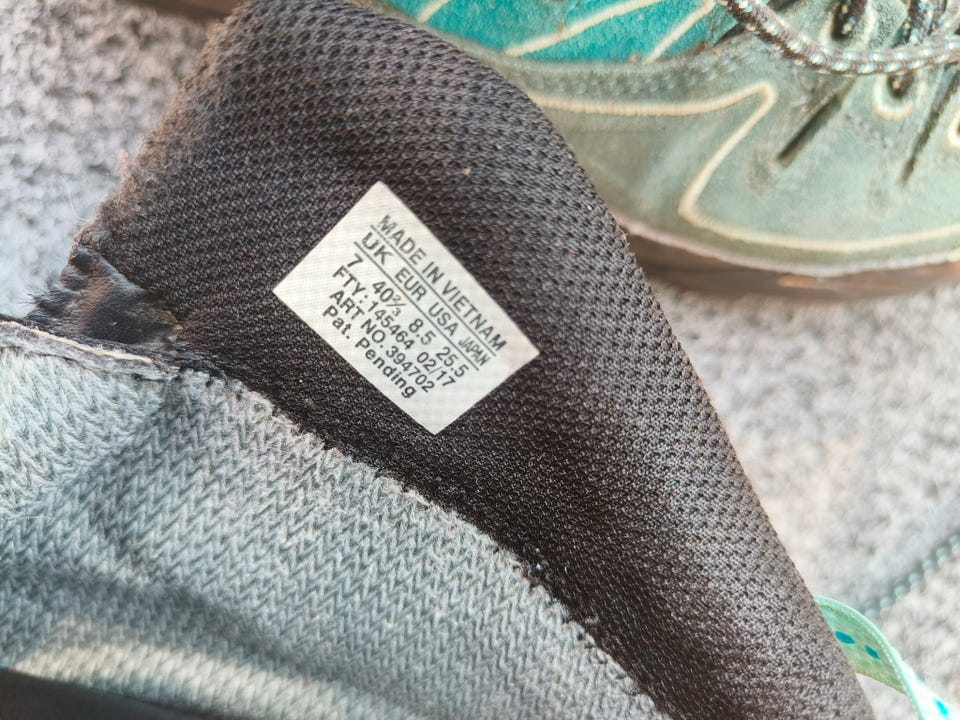 MADE IN VIETNAM
UK EUR USA JAPAN
7 40⅔ 8.5 25.5
FTY: 145464 02/17
ART NO. 394702
Pat. Pending